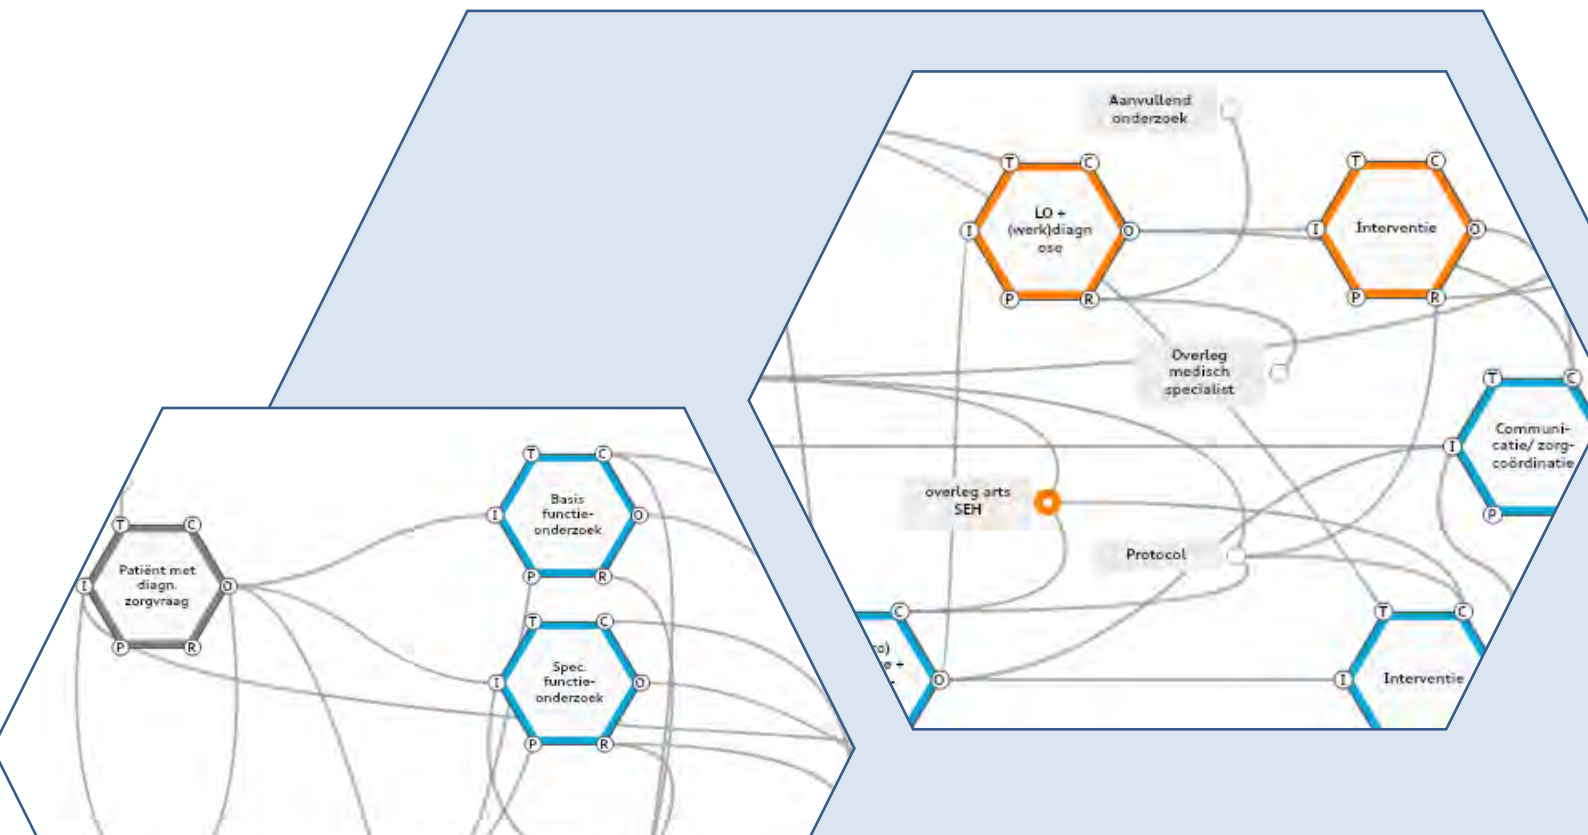 Aanvullend
onderzoek
T
C
LO +
(werk)diagn
ose
I
O
P
R
T
C
Interventie
I
O
P
R
Overleg
medisch
specialist
T
C
Communi-
catie/ zorg-
coördinatie
I
P
overleg arts
SEH
Protocol
C
O
T
C
Interventie
I
T
C
Basis
functie-
onderzoek
I
O
P
R
T
C
Patiënt met
diagn.
zorgvraag
I
O
P
R
T
C
Spec.
functie-
onderzoek
I
O
P
R